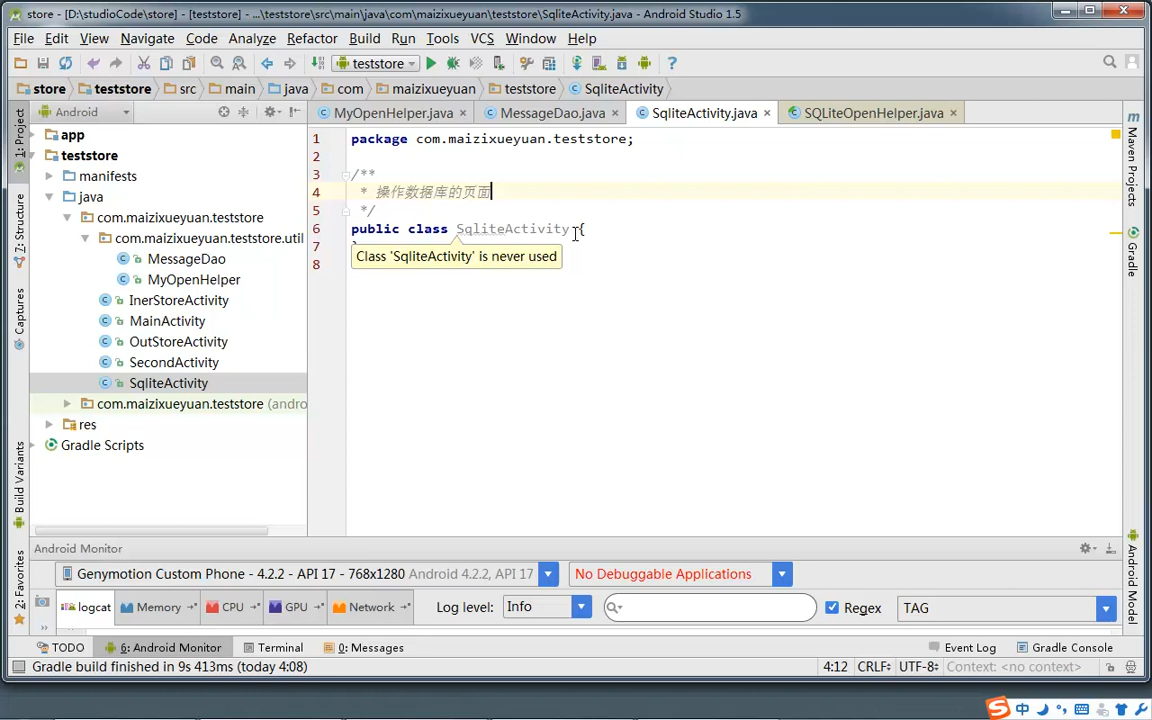 store - [D:\studioCode\store] - [teststore] - ...\teststore\src\main\java\com\maizixueyuan\teststore\SqliteActivity.java - Android Studio 1.5
File Edit View Navigate Code Analyze Refactor Build Run Tools VCS Window Help
teststore
store teststore src main java com maizixueyuan teststore SqliteActivity
Android
MyOpenHelper.java MessageDao.java SqliteActivity.java SQLiteOpenHelper.java
1: Project
7: Structure
Captures
Build Variants
2: Favorites
app
teststore
manifests
java
com.maizixueyuan.teststore
com.maizixueyuan.teststore.util
MessageDao
MyOpenHelper
InerStoreActivity
MainActivity
OutStoreActivity
SecondActivity
SqliteActivity
com.maizixueyuan.teststore (andro
res
Gradle Scripts
1 package com.maizixueyuan.teststore;
2
3 /**
4 * 操作数据库的页面
5 */
6 public class SqliteActivity {
Class 'SqliteActivity' is never used
8
Maven Projects
Gradle
Android Model
Android Monitor
Genymotion Custom Phone - 4.2.2 - API 17 - 768x1280 Android 4.2.2, API 17
No Debuggable Applications
logcat Memory CPU GPU Network Log level: Info Regex TAG
TODO 6: Android Monitor Terminal 0: Messages Event Log Gradle Console
Gradle build finished in 9s 413ms (today 4:08) 4:12 CRLF UTF-8 Context: <no context>
S 中